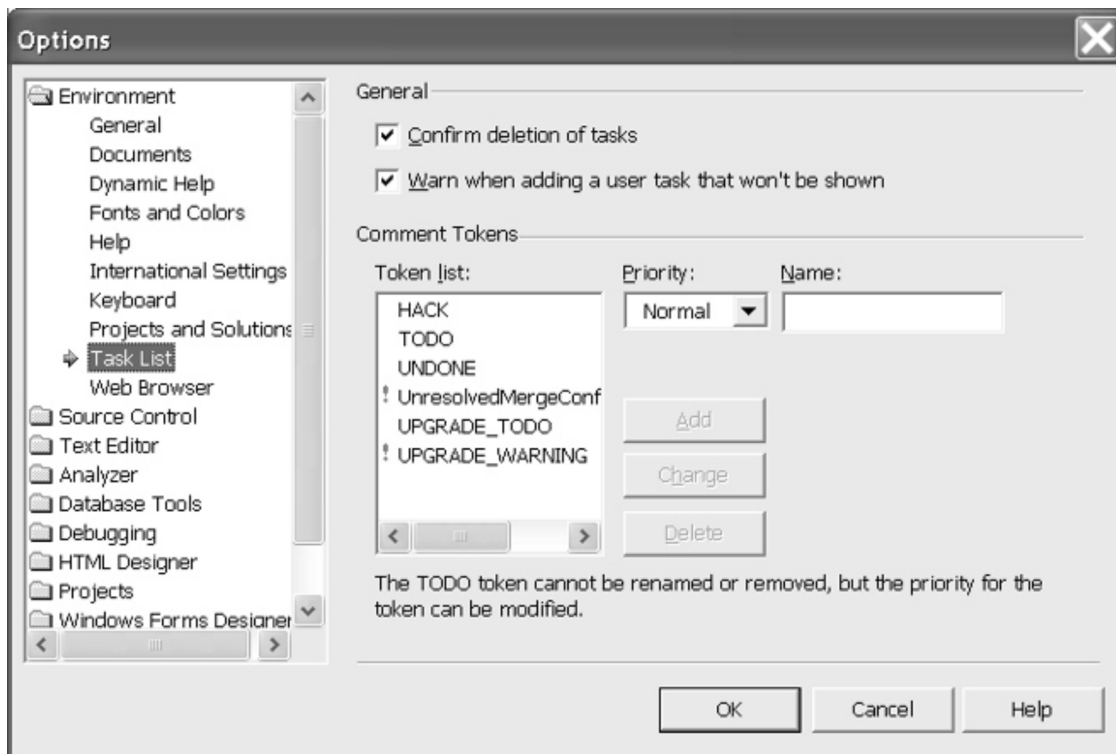 Options
Environment
General
Documents
Dynamic Help
Fonts and Colors
Help
International Settings
Keyboard
Projects and Solutions
Task List
Web Browser
Source Control
Text Editor
Analyzer
Database Tools
Debugging
HTML Designer
Projects
Windows Forms Designer
General
Confirm deletion of tasks
Warn when adding a user task that won't be shown
Comment Tokens
Token list:
HACK
TODO
UNDONE
! UnresolvedMergeConf
UPGRADE_TODO
! UPGRADE_WARNING
Priority:
Normal
Name:
Add
Change
Delete
The TODO token cannot be renamed or removed, but the priority for the
token can be modified.
OK
Cancel
Help